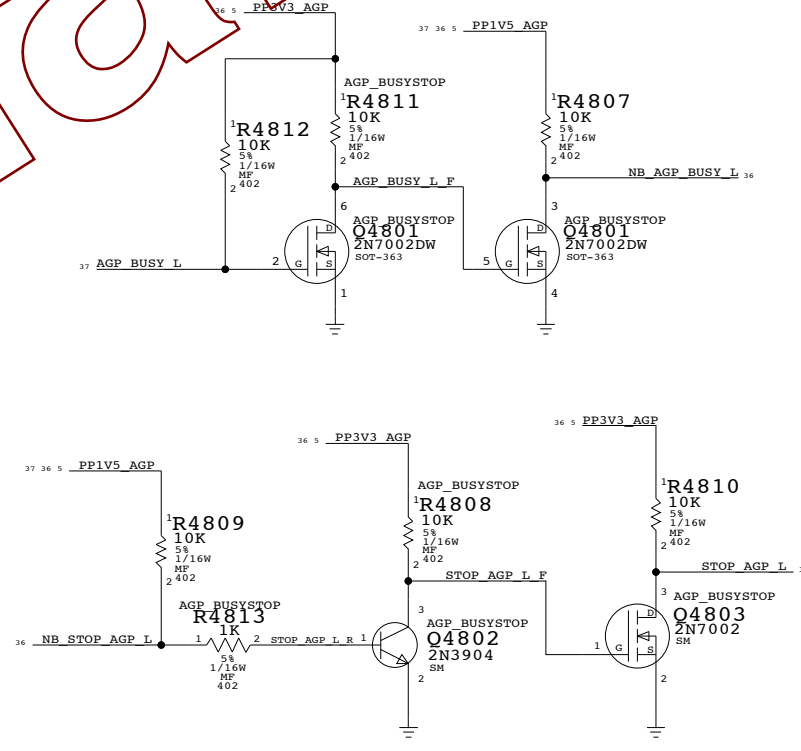 36 5 PP3V3_AGP
37 36 5 PP1V5_AGP
AGP_BUSYSTOP
1 R4812
10K
5%
1/16W
MF
2 402
1 R4811
10K
5%
1/16W
MF
2 402
1 R4807
10K
5%
1/16W
MF
2 402
AGP_BUSY_L_F
NB_AGP_BUSY_L 36
6
AGP_BUSYSTOP
Q4801
2N7002DW
SOT-363
D
G
S
2
1
37 AGP_BUSY_L
3
AGP_BUSYSTOP
Q4801
2N7002DW
SOT-363
D
G
S
5
4
36 5 PP3V3_AGP
36 5 PP3V3_AGP
37 36 5 PP1V5_AGP
1 R4809
10K
5%
1/16W
MF
2 402
AGP_BUSYSTOP
1 R4808
10K
5%
1/16W
MF
2 402
1 R4810
10K
5%
1/16W
MF
2 402
STOP_AGP_L_F
STOP_AGP_L
AGP_BUSYSTOP
R4813
1K
1 2
5%
1/16W
MF
402
36 NB_STOP_AGP_L
STOP_AGP_L_R 1
3
AGP_BUSYSTOP
Q4802
2N3904
SM
2
3
AGP_BUSYSTOP
Q4803
2N7002
SM
D
G
S
1
2